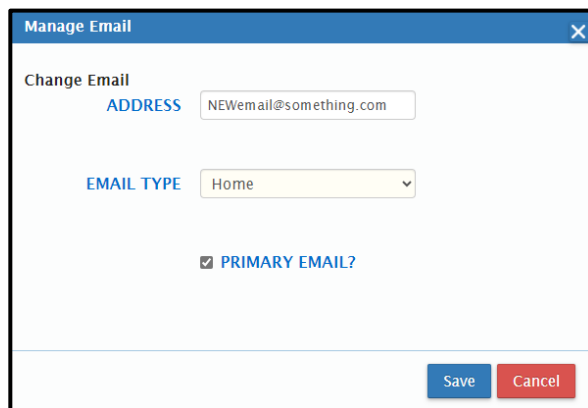 Manage Email
Change Email
ADDRESS NEWemail@something.com
EMAIL TYPE Home
PRIMARY EMAIL?
Save Cancel